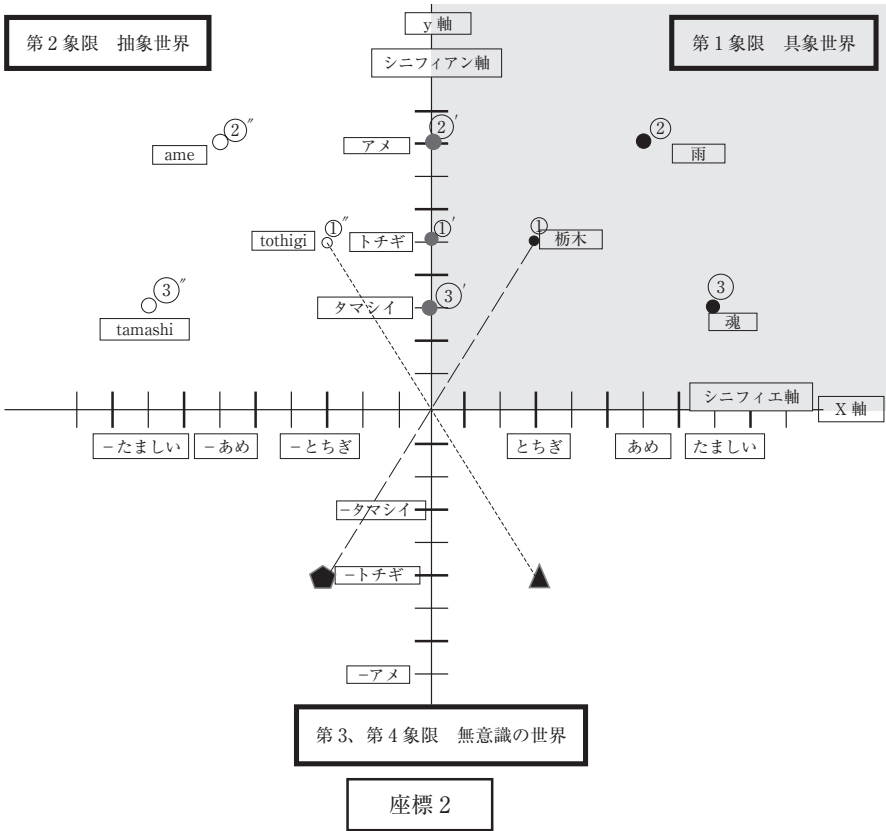 y 軸
第2象限 抽象世界
第1象限 具象世界
シニフィアン軸
②″
②′
②
ame
アメ
雨
①″
①′
①
tothigi
トチギ
栃木
③″
③′
③
タマシイ
tamashi
魂
シニフィエ軸
X 軸
−たましい
−あめ
−とちぎ
とちぎ
あめ
たましい
−タマシイ
−トチギ
−アメ
第3、第4象限 無意識の世界
座標2